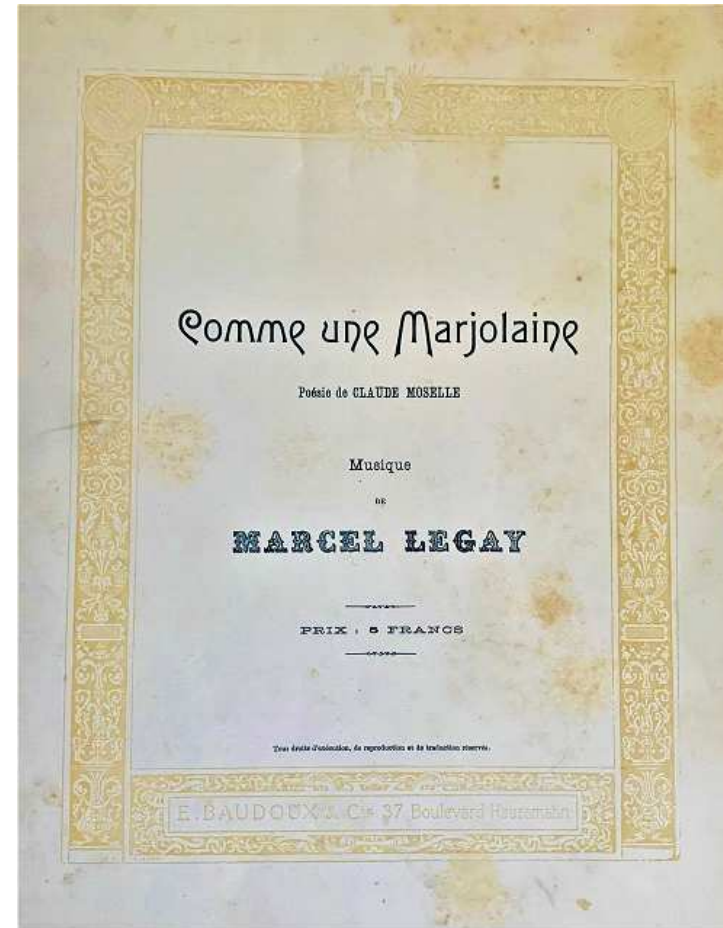 Comme une Marjolaine
Poésie de CLAUDE MOSELLE
Musique
DE
MARCEL LEGAY
PRIX : 5 FRANCS
Tous droits d'exécution, de reproduction et de traduction réservés.
E. BAUDOUX & Cie 37 Boulevard Haussmann